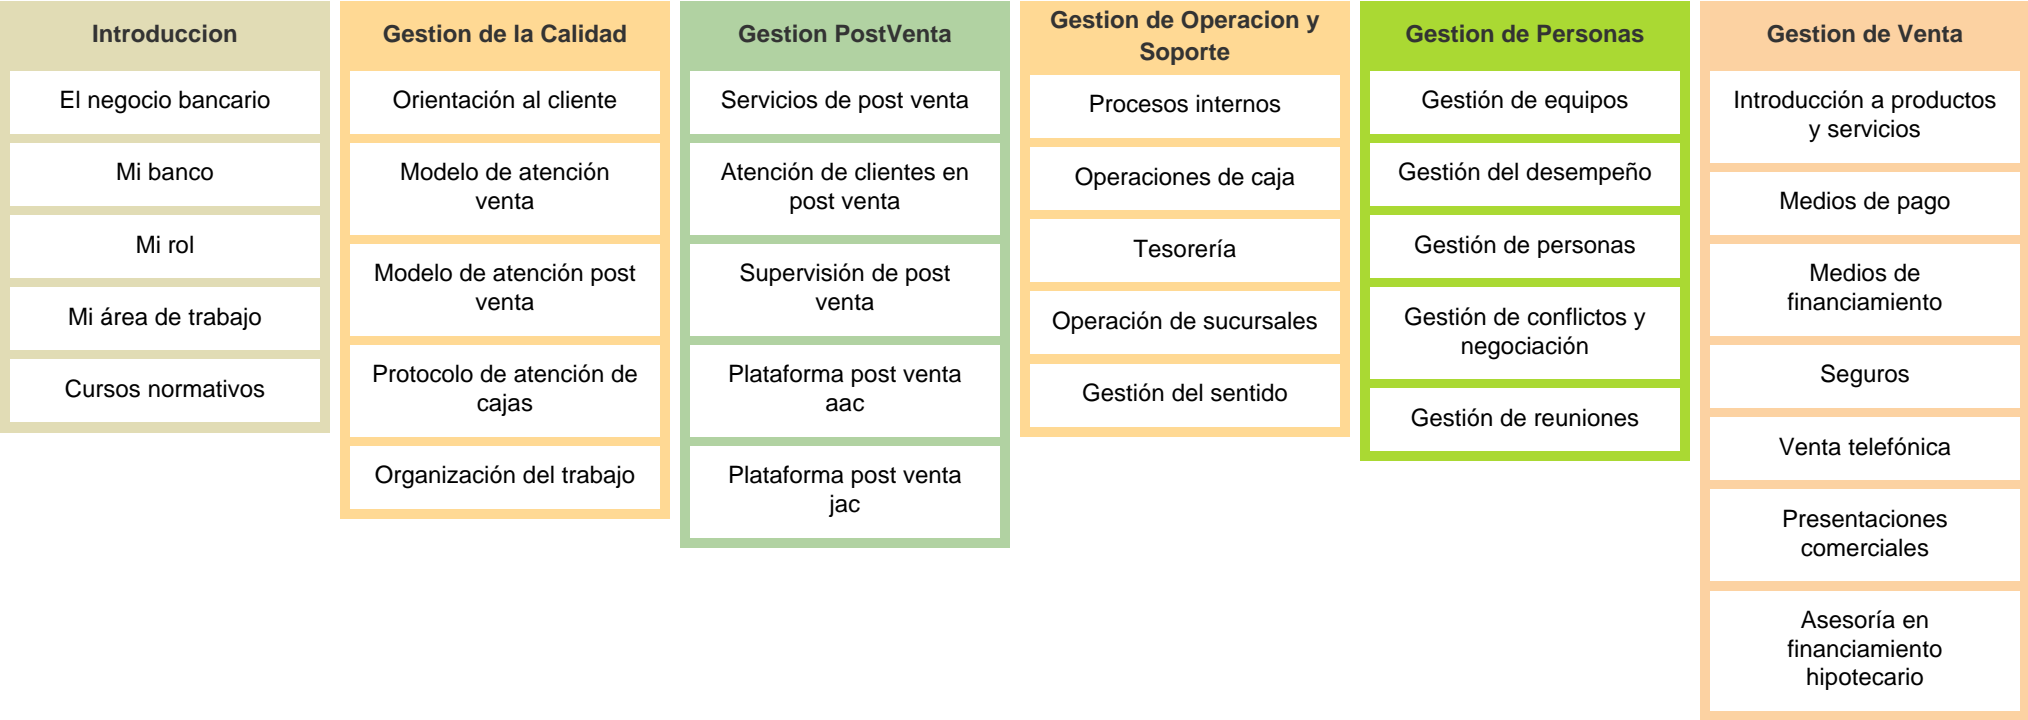 Introduccion
El negocio bancario
Mi banco
Mi rol
Mi área de trabajo
Cursos normativos
Gestion de la Calidad
Orientación al cliente
Modelo de atención
venta
Modelo de atención post
venta
Protocolo de atención de
cajas
Organización del trabajo
Gestion PostVenta
Servicios de post venta
Atención de clientes en
post venta
Supervisión de post
venta
Plataforma post venta
aac
Plataforma post venta
jac
Gestion de Operacion y
Soporte
Procesos internos
Operaciones de caja
Tesorería
Operación de sucursales
Gestión del sentido
Gestion de Personas
Gestión de equipos
Gestión del desempeño
Gestión de personas
Gestión de conflictos y
negociación
Gestión de reuniones
Gestion de Venta
Introducción a productos
y servicios
Medios de pago
Medios de
financiamiento
Seguros
Venta telefónica
Presentaciones
comerciales
Asesoría en
financiamiento
hipotecario